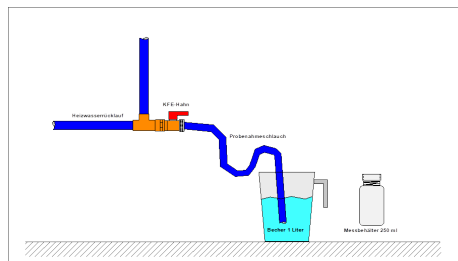 KFE-Hahn
Heizwasserrücklauf
Probenahmeschlauch
Becher 1 Liter
Messbehälter 250 ml